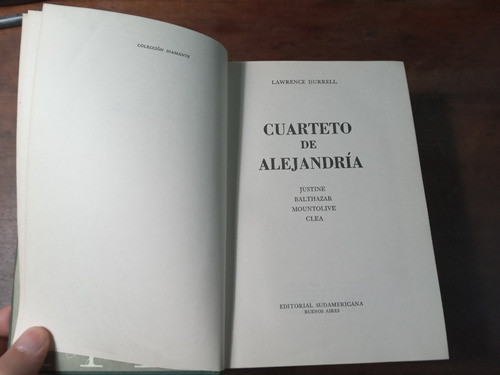 COLECCIÓN DIAMANTE
LAWRENCE DURRELL
CUARTETO
DE
ALEJANDRÍA
JUSTINE
BALTHAZAR
MOUNTOLIVE
CLEA
EDITORIAL SUDAMERICANA
BUENOS AIRES